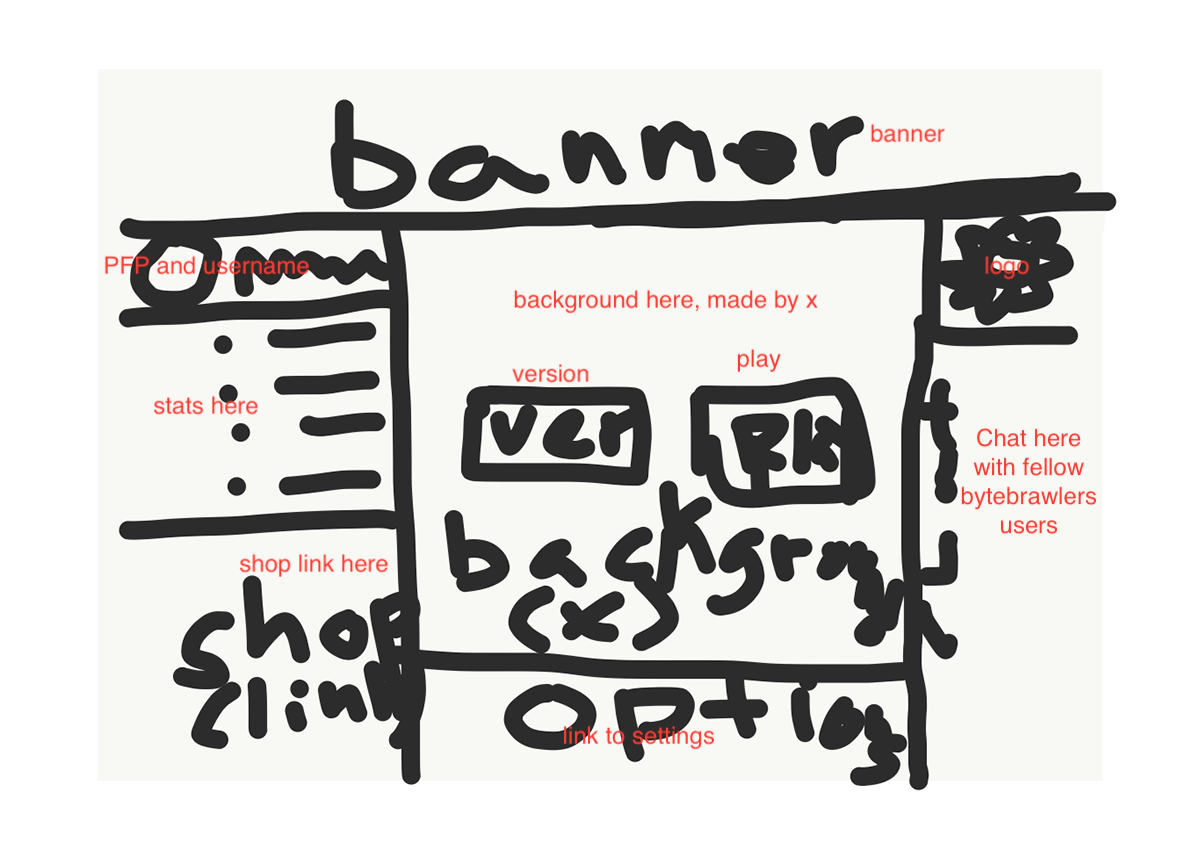 banner
banner
PFP and username
logo
background here, made by x
version
play
ver
stats here
Chat here
with fellow
bytebrawlers
users
background
(x)
shop link here
shop
(link)
options
link to settings